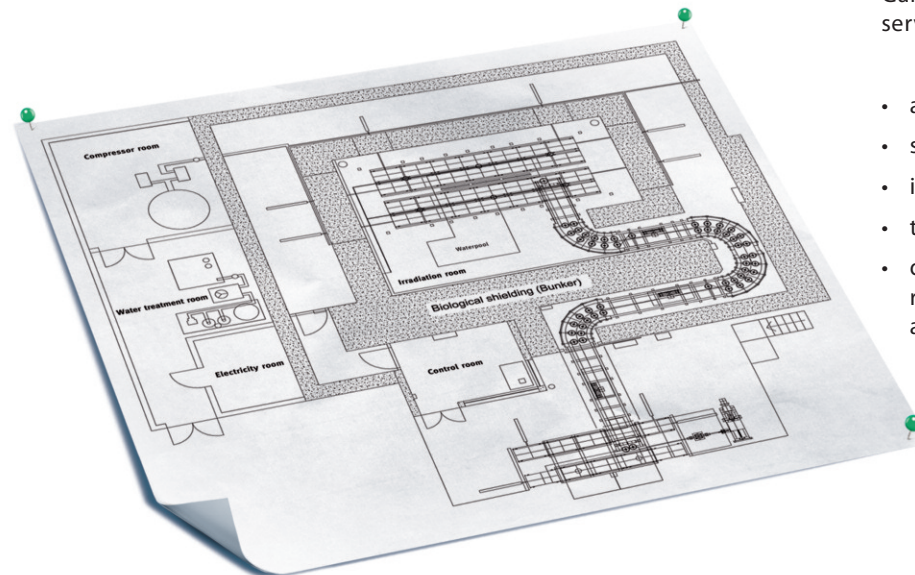 Compressor room
Water treatment room
Electricity room
Waterpool
Irradiation room
Biological shielding (Bunker)
Control room